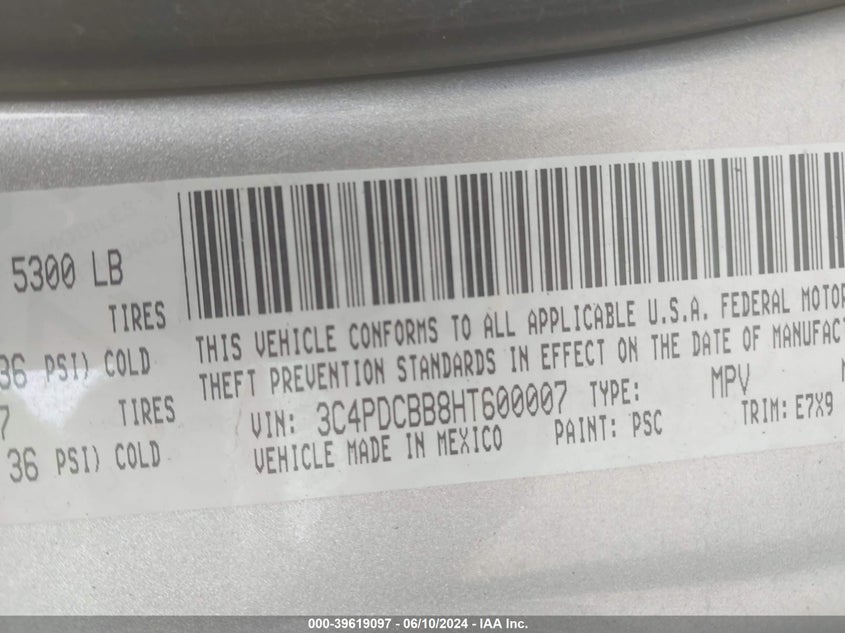 5300 LB
TIRES
36 PSI) COLD
7 TIRES
36 PSI) COLD
THIS VEHICLE CONFORMS TO ALL APPLICABLE U.S.A. FEDERAL MOTOR
THEFT PREVENTION STANDARDS IN EFFECT ON THE DATE OF MANUFACT
VIN: 3C4PDCBB8HT600007 TYPE: MPV
VEHICLE MADE IN MEXICO PAINT: PSC TRIM: E7X9
000-39619097 - 06/10/2024 - IAA Inc.